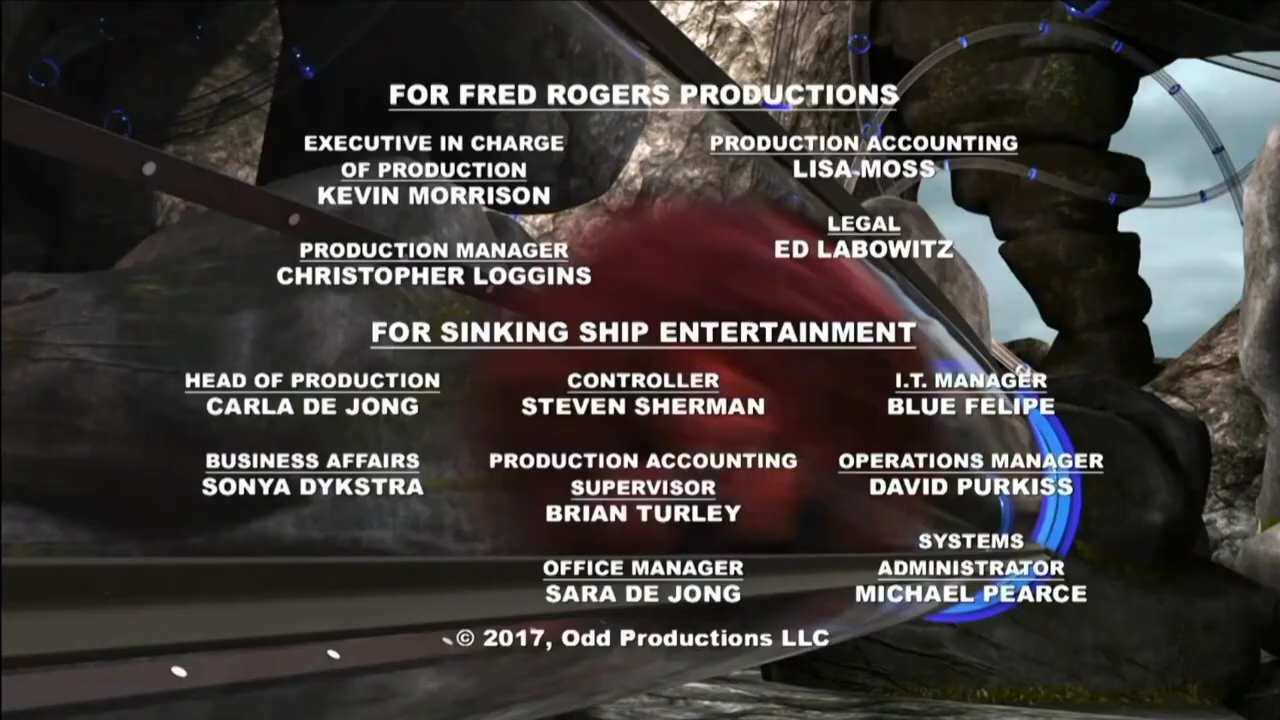 FOR FRED ROGERS PRODUCTIONS
EXECUTIVE IN CHARGE
OF PRODUCTION
KEVIN MORRISON
PRODUCTION MANAGER
CHRISTOPHER LOGGINS
PRODUCTION ACCOUNTING
LISA MOSS
LEGAL
ED LABOWITZ
FOR SINKING SHIP ENTERTAINMENT
HEAD OF PRODUCTION
CARLA DE JONG
BUSINESS AFFAIRS
SONYA DYKSTRA
CONTROLLER
STEVEN SHERMAN
PRODUCTION ACCOUNTING
SUPERVISOR
BRIAN TURLEY
OFFICE MANAGER
SARA DE JONG
I.T. MANAGER
BLUE FELIPE
OPERATIONS MANAGER
DAVID PURKISS
SYSTEMS
ADMINISTRATOR
MICHAEL PEARCE
© 2017, Odd Productions LLC